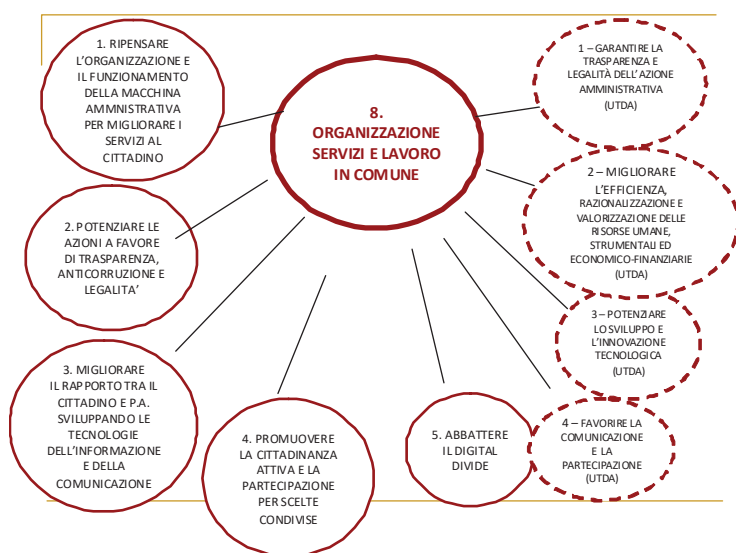 1. RIPENSARE
L'ORGANIZZAZIONE E
IL FUNZIONAMENTO
DELLA MACCHINA
AMMNISTRATIVA
PER MIGLIORARE I
SERVIZI AL
CITTADINO
8.
ORGANIZZAZIONE
SERVIZI E LAVORO
IN COMUNE
1 – GARANTIRE LA
TRASPARENZA E
LEGALITÀ DELL'AZIONE
AMMINISTRATIVA
(UTDA)
2 – MIGLIORARE
L'EFFICIENZA,
RAZIONALIZZAZIONE E
VALORIZZAZIONE DELLE
RISORSE UMANE,
STRUMENTALI ED
ECONOMICO-FINANZIARIE
(UTDA)
2. POTENZIARE LE
AZIONI A FAVORE
DI TRASPARENZA,
ANTICORRUZIONE E
LEGALITA'
3 – POTENZIARE
LO SVILUPPO E
L'INNOVAZIONE
TECNOLOGICA
(UTDA)
3. MIGLIORARE
IL RAPPORTO TRA IL
CITTADINO E P.A.
SVILUPPANDO LE
TECNOLOGIE
DELL'INFORMAZIONE
E DELLA
COMUNICAZIONE
4. PROMUOVERE
LA CITTADINANZA
ATTIVA E LA
PARTECIPAZIONE
PER SCELTE
CONDIVISE
5. ABBATTERE
IL DIGITAL
DIVIDE
4 – FAVORIRE LA
COMUNICAZIONE
E LA
PARTECIPAZIONE
(UTDA)